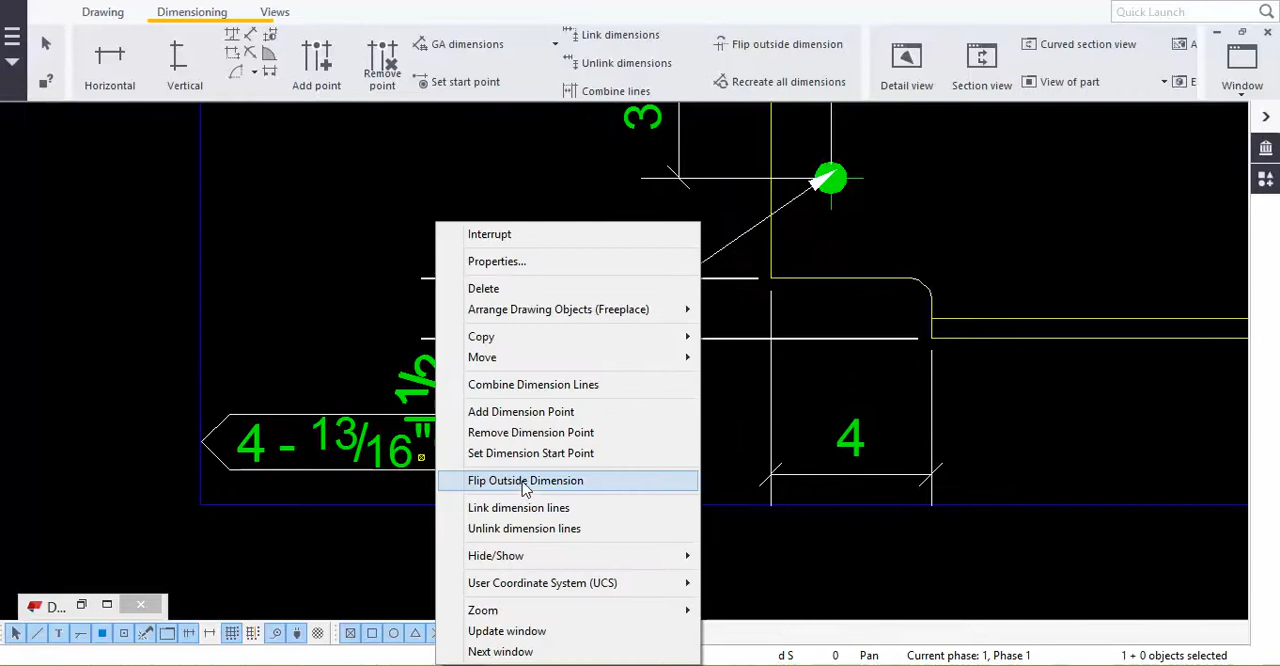 Drawing
Dimensioning
Views
Quick Launch
Horizontal
Vertical
Add point
Remove point
GA dimensions
Set start point
Link dimensions
Unlink dimensions
Combine lines
Flip outside dimension
Recreate all dimensions
Detail view
Section view
Curved section view
View of part
A
E
Window
3
Interrupt
Properties...
Delete
Arrange Drawing Objects (Freeplace)
Copy
Move
Combine Dimension Lines
Add Dimension Point
Remove Dimension Point
Set Dimension Start Point
Flip Outside Dimension
Link dimension lines
Unlink dimension lines
Hide/Show
User Coordinate System (UCS)
Zoom
Update window
Next window
1½
4 - 13/16"
4
D...
d S
0
Pan
Current phase: 1, Phase 1
1 + 0 objects selected